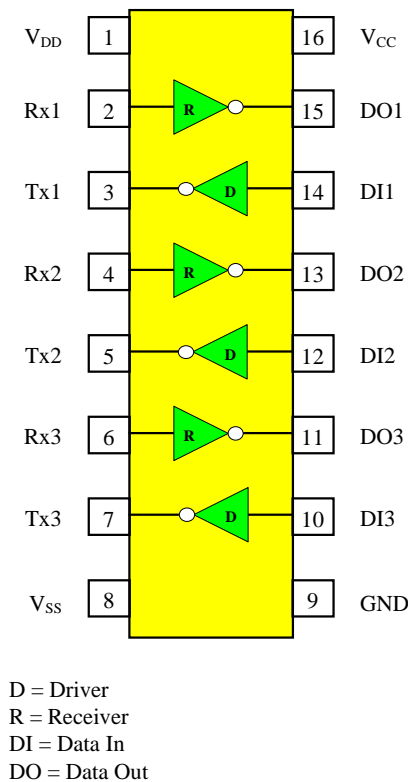 V_DD 1 16 V_CC
Rx1 2 R 15 DO1
Tx1 3 D 14 DI1
Rx2 4 R 13 DO2
Tx2 5 D 12 DI2
Rx3 6 R 11 DO3
Tx3 7 D 10 DI3
V_SS 8 9 GND
D = Driver
R = Receiver
DI = Data In
DO = Data Out